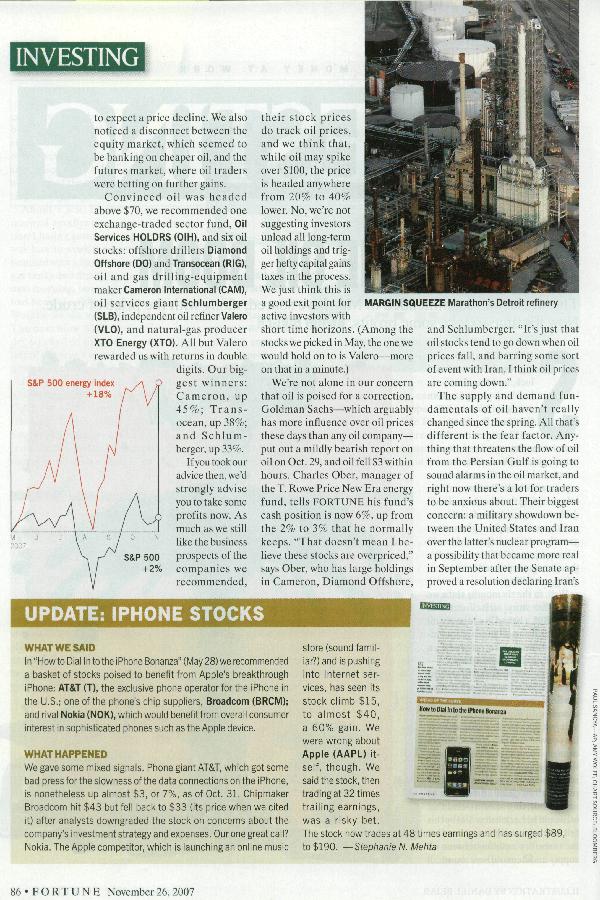 INVESTING
to expect a price decline. We also
noticed a disconnect between the
equity market, which seemed to
be banking on cheaper oil, and the
futures market, where oil traders
were betting on further gains.
Convinced oil was headed
above $70, we recommended one
exchange-traded sector fund, Oil
Services HOLDRS (OIH), and six oil
stocks: offshore drillers Diamond
Offshore (DO) and Transocean (RIG),
oil and gas drilling-equipment
maker Cameron International (CAM),
oil services giant Schlumberger
(SLB), independent oil refiner Valero
(VLO), and natural-gas producer
XTO Energy (XTO). All but Valero
rewarded us with returns in double
digits. Our big-
gest winners:
Cameron, up
45%; Trans-
ocean, up 38%;
and Schlum-
berger, up 33%.
If you took our
advice then, we'd
strongly advise
you to take some
profits now. As
much as we still
like the business
prospects of the
companies we
recommended,
S&P 500 energy index
+18%
S&P 500
+2%
M J J A S O N
2007
their stock prices
do track oil prices,
and we think that,
while oil may spike
over $100, the price
is headed anywhere
from 20% to 40%
lower. No, we're not
suggesting investors
unload all long-term
oil holdings and trig-
ger hefty capital gains
taxes in the process.
We just think this is
a good exit point for
active investors with
short time horizons. (Among the
stocks we picked in May, the one we
would hold on to is Valero—more
on that in a minute.)
We're not alone in our concern
that oil is poised for a correction.
Goldman Sachs—which arguably
has more influence over oil prices
these days than any oil company—
put out a mildly bearish report on
oil on Oct. 29, and oil fell $3 within
hours. Charles Ober, manager of
the T. Rowe Price New Era energy
fund, tells FORTUNE his fund's
cash position is now 6%, up from
the 2% to 3% that he normally
keeps. "That doesn't mean I be-
lieve these stocks are overpriced,"
says Ober, who has large holdings
in Cameron, Diamond Offshore,
MARGIN SQUEEZE Marathon's Detroit refinery
and Schlumberger. "It's just that
oil stocks tend to go down when oil
prices fall, and barring some sort
of event with Iran, I think oil prices
are coming down."
The supply and demand fun-
damentals of oil haven't really
changed since the spring. All that's
different is the fear factor. Any-
thing that threatens the flow of oil
from the Persian Gulf is going to
sound alarms in the oil market, and
right now there's a lot for traders
to be anxious about. Their biggest
concern: a military showdown be-
tween the United States and Iran
over the latter's nuclear program—
a possibility that became more real
in September after the Senate ap-
proved a resolution declaring Iran's
UPDATE: IPHONE STOCKS
WHAT WE SAID
In "How to Dial In to the iPhone Bonanza" (May 28) we recommended
a basket of stocks poised to benefit from Apple's breakthrough
iPhone: AT&T (T), the exclusive phone operator for the iPhone in
the U.S.; one of the phone's chip suppliers, Broadcom (BRCM);
and rival Nokia (NOK), which would benefit from overall consumer
interest in sophisticated phones such as the Apple device.
WHAT HAPPENED
We gave some mixed signals. Phone giant AT&T, which got some
bad press for the slowness of the data connections on the iPhone,
is nonetheless up almost $3, or 7%, as of Oct. 31. Chipmaker
Broadcom hit $43 but fell back to $33 (its price when we cited
it) after analysts downgraded the stock on concerns about the
company's investment strategy and expenses. Our one great call?
Nokia. The Apple competitor, which is launching an online music
store (sound famil-
iar?) and is pushing
into Internet ser-
vices, has seen its
stock climb $15,
to almost $40,
a 60% gain. We
were wrong about
Apple (AAPL) it-
self, though. We
said the stock, then
trading at 32 times
trailing earnings,
was a risky bet.
The stock now trades at 48 times earnings and has surged $89,
to $190. —Stephanie N. Mehta
INVESTING
How to Dial In to the iPhone Bonanza
86 • FORTUNE November 26, 2007